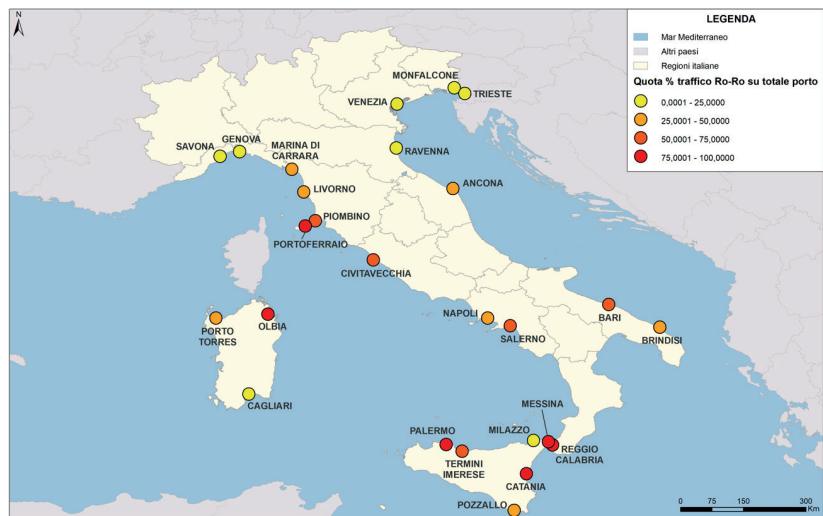 N
LEGENDA
Mar Mediterraneo
Altri paesi
Regioni italiane
Quota % traffico Ro-Ro su totale porto
0,0001 - 25,0000
25,0001 - 50,0000
50,0001 - 75,0000
75,0001 - 100,0000
MONFALCONE
TRIESTE
VENEZIA
GENOVA
SAVONA
MARINA DI
CARRARA
RAVENNA
LIVORNO
ANCONA
PIOMBINO
PORTOFERRAIO
CIVITAVECCHIA
NAPOLI
SALERNO
BARI
BRINDISI
PORTO
TORRES
OLBIA
CAGLIARI
MESSINA
PALERMO
MILAZZO
REGGIO
CALABRIA
TERMINI
IMERESE
CATANIA
POZZALLO
0 75 150 300
Km